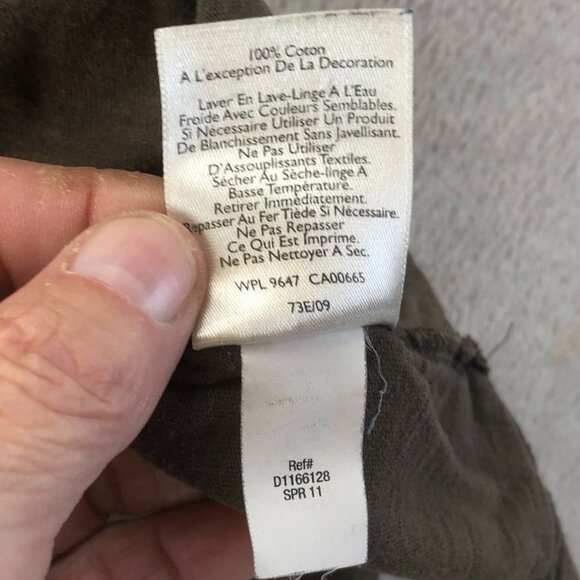 100% Coton
A L'exception De La Decoration
Laver En Lave-Linge A L'Eau
Froide Avec Couleurs Semblables.
Si Nécessaire Utiliser Un Produit
De Blanchissement Sans Javellisant.
Ne Pas Utiliser
D'Assouplissants Textiles.
Sécher Au Sèche-linge A
Basse Température.
Retirer Immédiatement.
Repasser Au Fer Tiède Si Nécessaire.
Ne Pas Repasser
Ce Qui Est Imprime.
Ne Pas Nettoyer A Sec.
WPL 9647 CA00665
73E/09
Ref#
D1166128
SPR 11